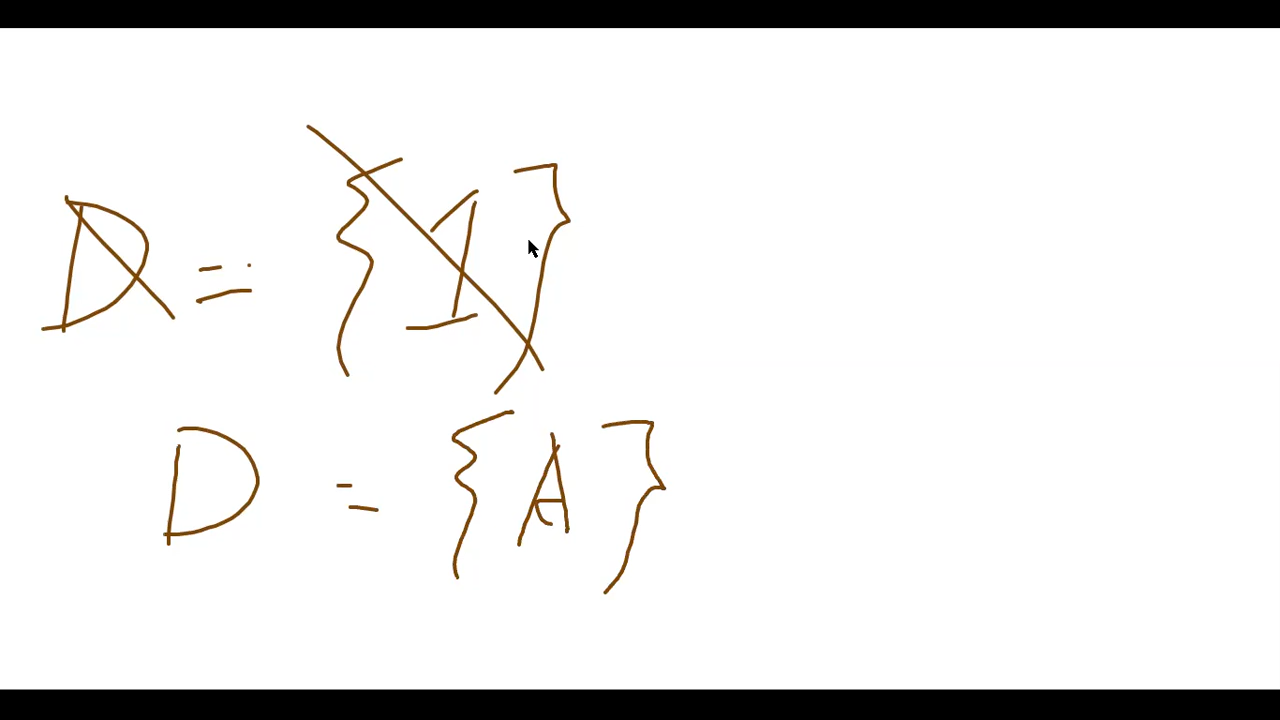 D = {1}
D = {A}